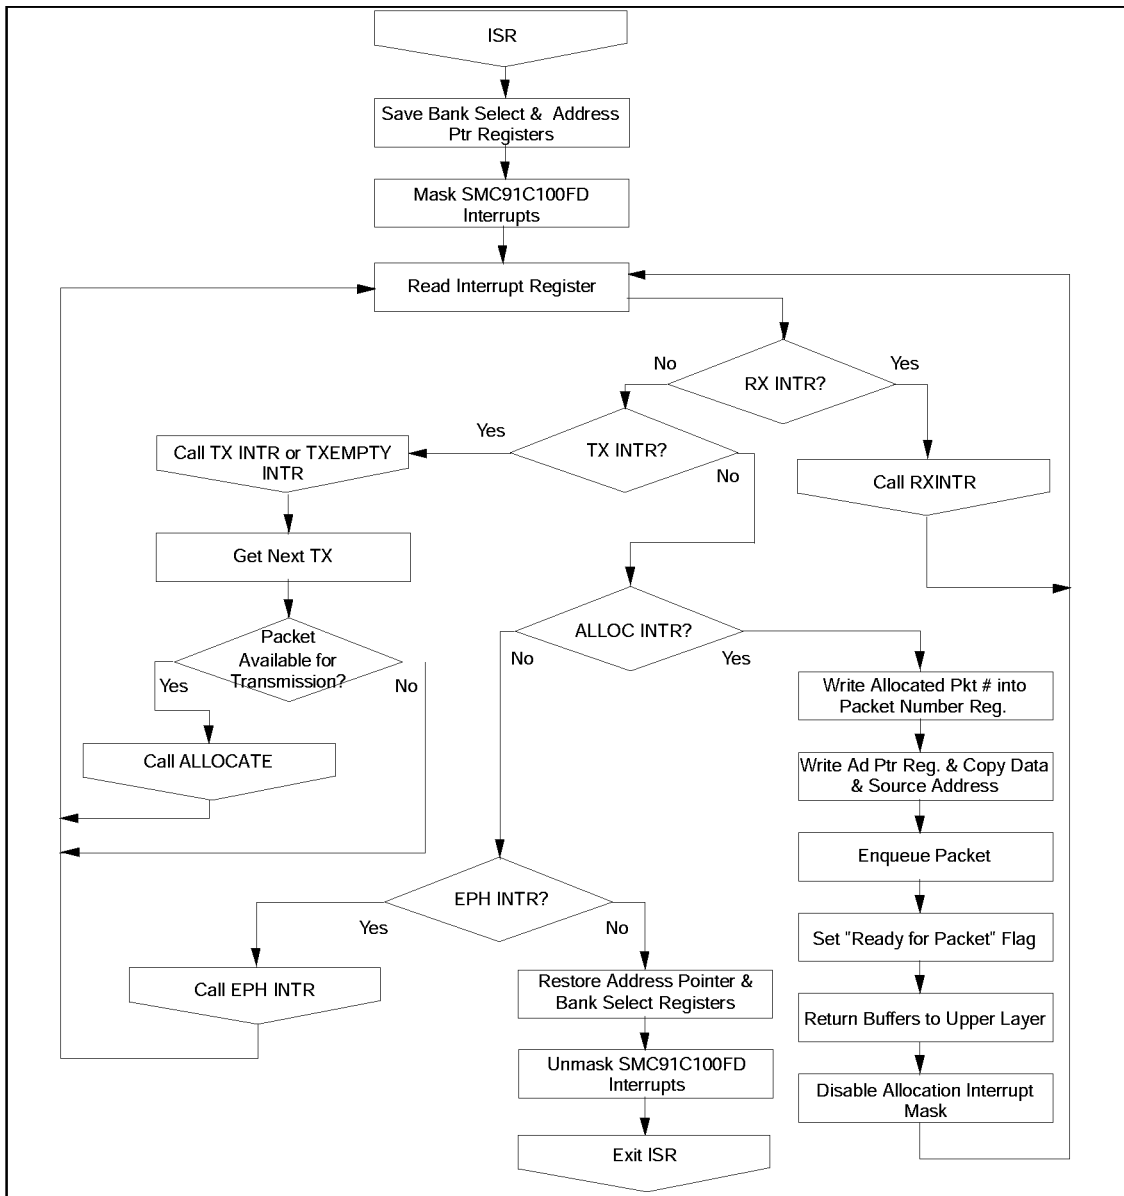 ISR
Save Bank Select & Address
Ptr Registers
Mask SMC91C100FD
Interrupts
Read Interrupt Register
RX INTR?
No
Yes
TX INTR?
Yes
No
Call TX INTR or TXEMPTY
INTR
Call RXINTR
Get Next TX
Packet
Available for
Transmission?
Yes
No
Call ALLOCATE
ALLOC INTR?
No
Yes
Write Allocated Pkt # into
Packet Number Reg.
Write Ad Ptr Reg. & Copy Data
& Source Address
Enqueue Packet
Set "Ready for Packet" Flag
Return Buffers to Upper Layer
Disable Allocation Interrupt
Mask
EPH INTR?
Yes
No
Call EPH INTR
Restore Address Pointer &
Bank Select Registers
Unmask SMC91C100FD
Interrupts
Exit ISR